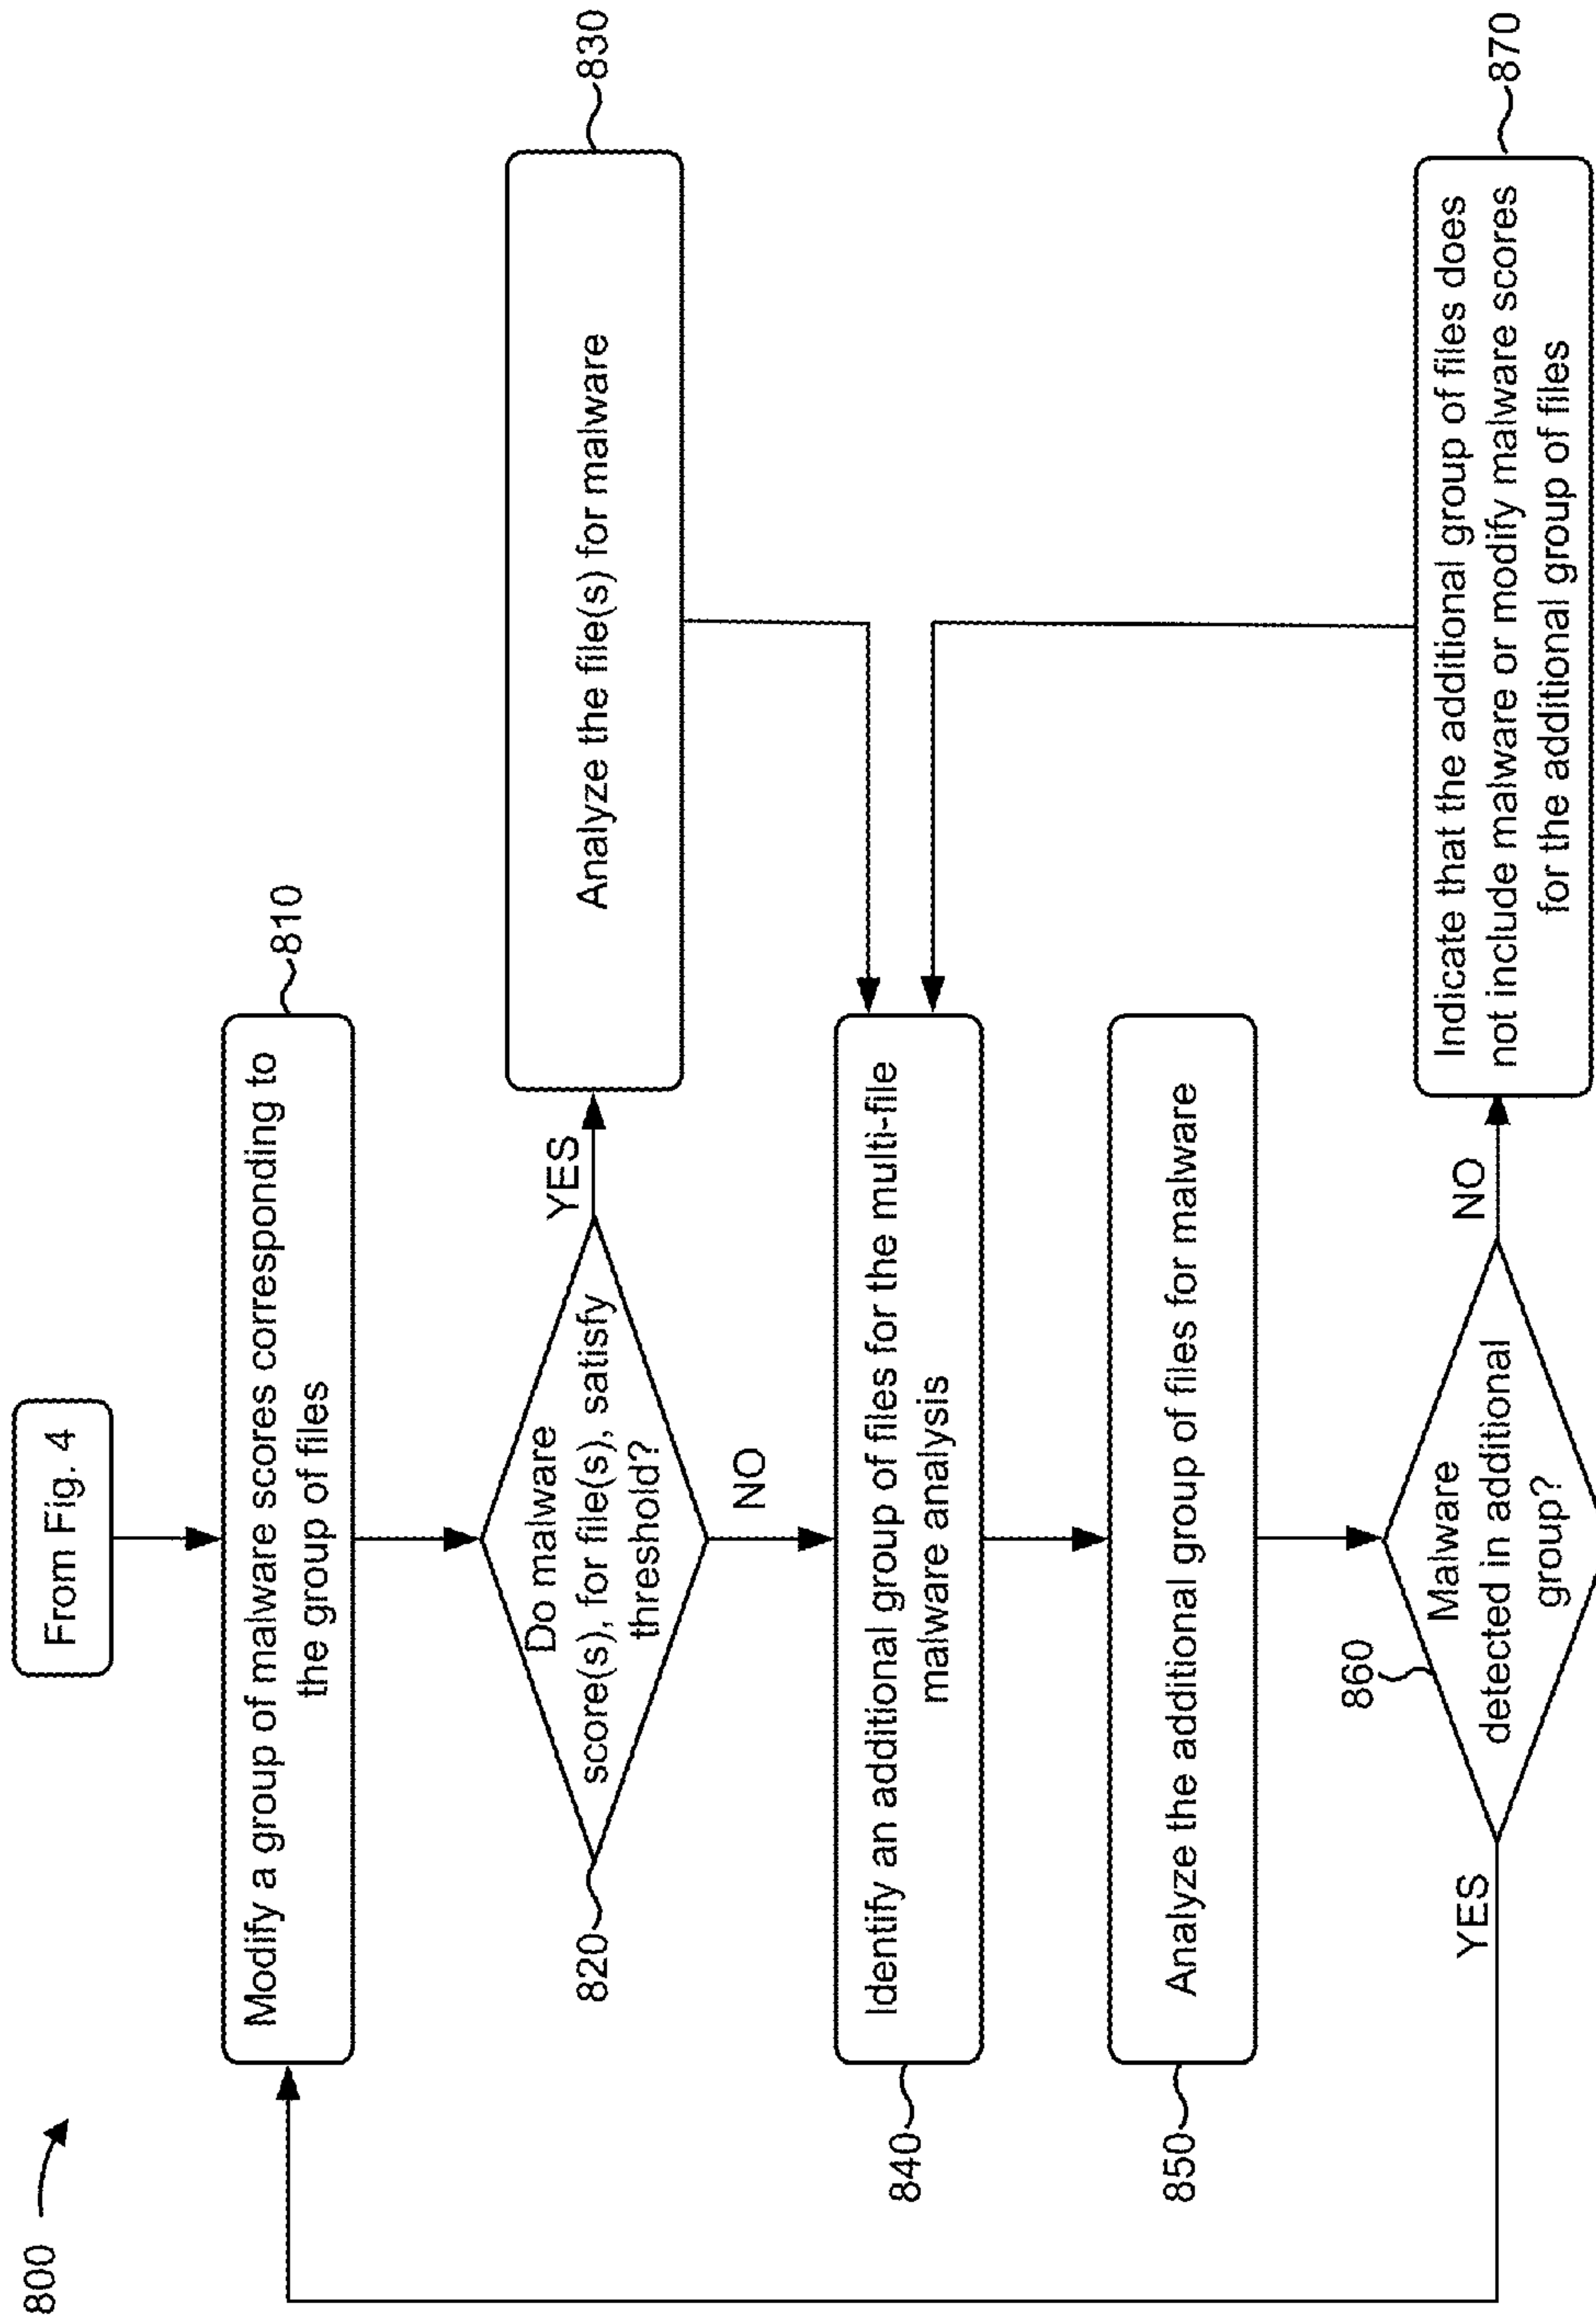 800
From Fig. 4
Modify a group of malware scores corresponding to
the group of files
810
Do malware
score(s), for file(s), satisfy
threshold?
820
YES
NO
Analyze the file(s) for malware
830
Identify an additional group of files for the multi-file
malware analysis
840
Analyze the additional group of files for malware
850
Malware
detected in additional
group?
860
YES
NO
Indicate that the additional group of files does
not include malware or modify malware scores
for the additional group of files
870